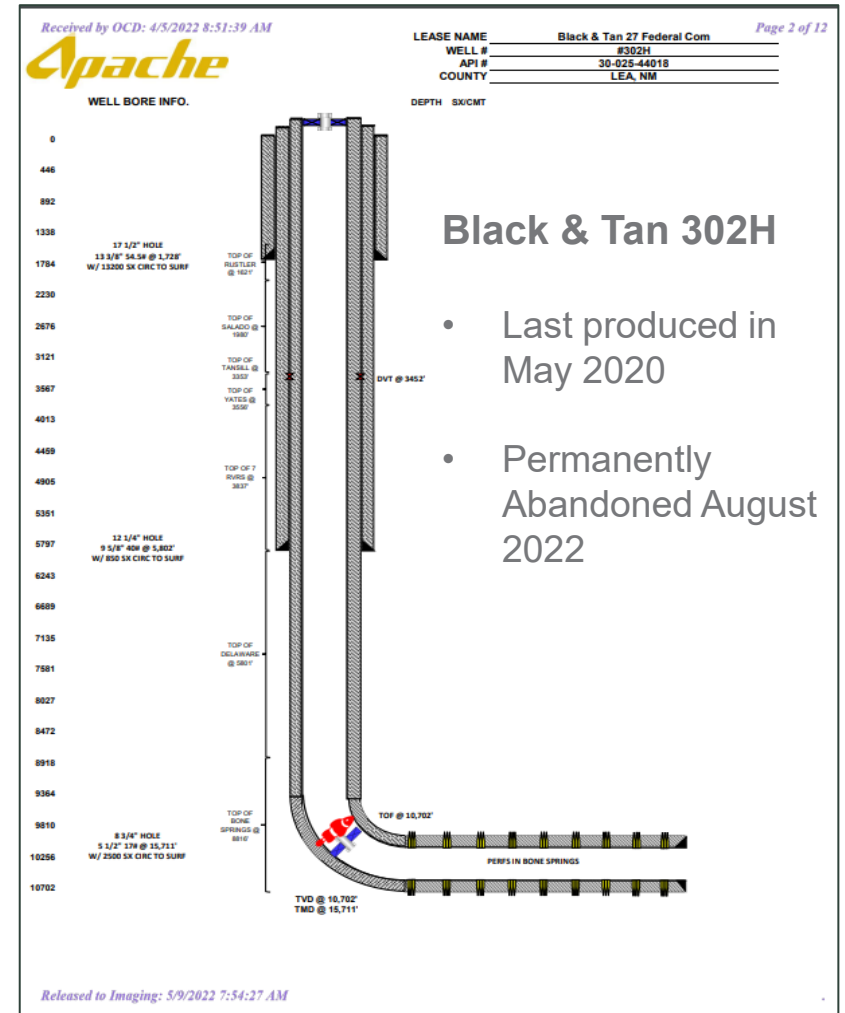 Received by OCD: 4/5/2022 8:51:39 AM
Page 2 of 12
Apache
LEASE NAME Black & Tan 27 Federal Com
WELL # #302H
API # 30-025-44018
COUNTY LEA, NM
WELL BORE INFO.
DEPTH SX/CMT
0
446
892
1338
1784
2230
2676
3121
3567
4013
4459
4905
5351
5797
6243
6689
7135
7581
8027
8472
8918
9364
9810
10256
10702
17 1/2" HOLE
13 3/8" 54.5# @ 1,728'
W/ 13200 SX CIRC TO SURF
12 1/4" HOLE
9 5/8" 40# @ 5,802'
W/ 850 SX CIRC TO SURF
8 3/4" HOLE
5 1/2" 17# @ 15,711'
W/ 2500 SX CIRC TO SURF
TOP OF
RUSTLER
@ 1621'
TOP OF
SALADO @
1980'
TOP OF
TANSILL @
3353'
TOP OF
YATES @
3550'
TOP OF 7
RVRS @
3837'
TOP OF
DELAWARE
@ 5801'
TOP OF
BONE
SPRINGS @
8816'
DVT @ 3452'
TOF @ 10,702'
PERFS IN BONE SPRINGS
TVD @ 10,702'
TMD @ 15,711'
Black & Tan 302H
• Last produced in
May 2020
• Permanently
Abandoned August
2022
Released to Imaging: 5/9/2022 7:54:27 AM